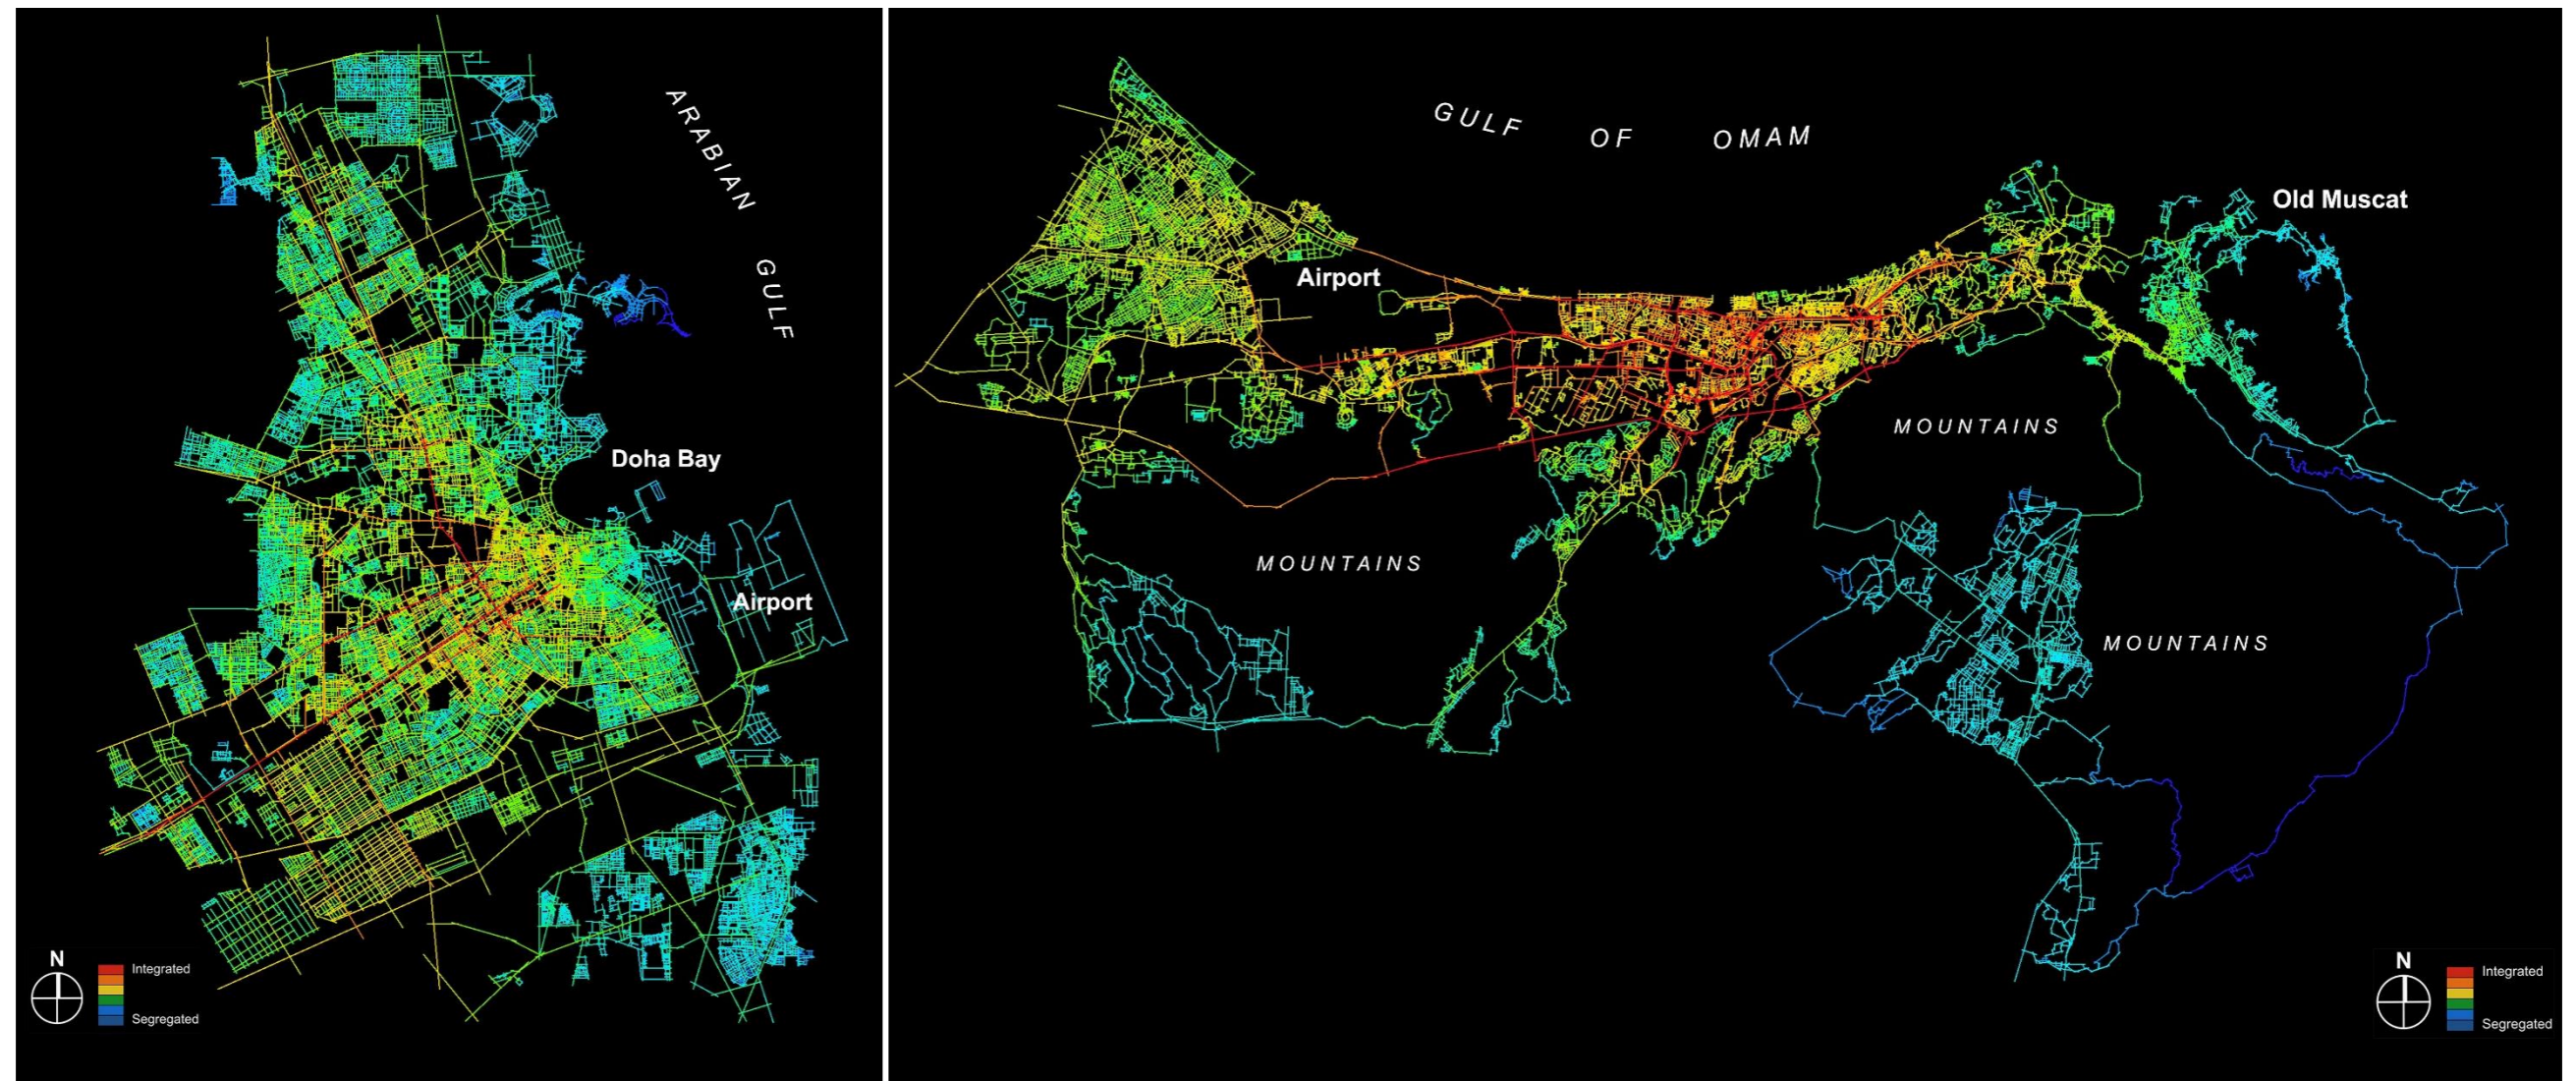 ARABIAN GULF
Doha Bay
Airport
N
Integrated
Segregated
GULF OF OMAM
Old Muscat
Airport
MOUNTAINS
MOUNTAINS
MOUNTAINS
N
Integrated
Segregated